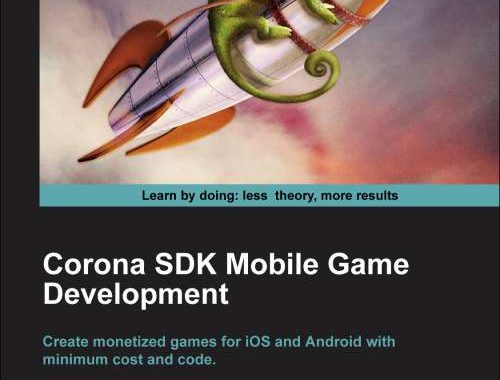 Learn by doing: less theory, more results
Corona SDK Mobile Game
Development
Create monetized games for iOS and Android with
minimum cost and code.